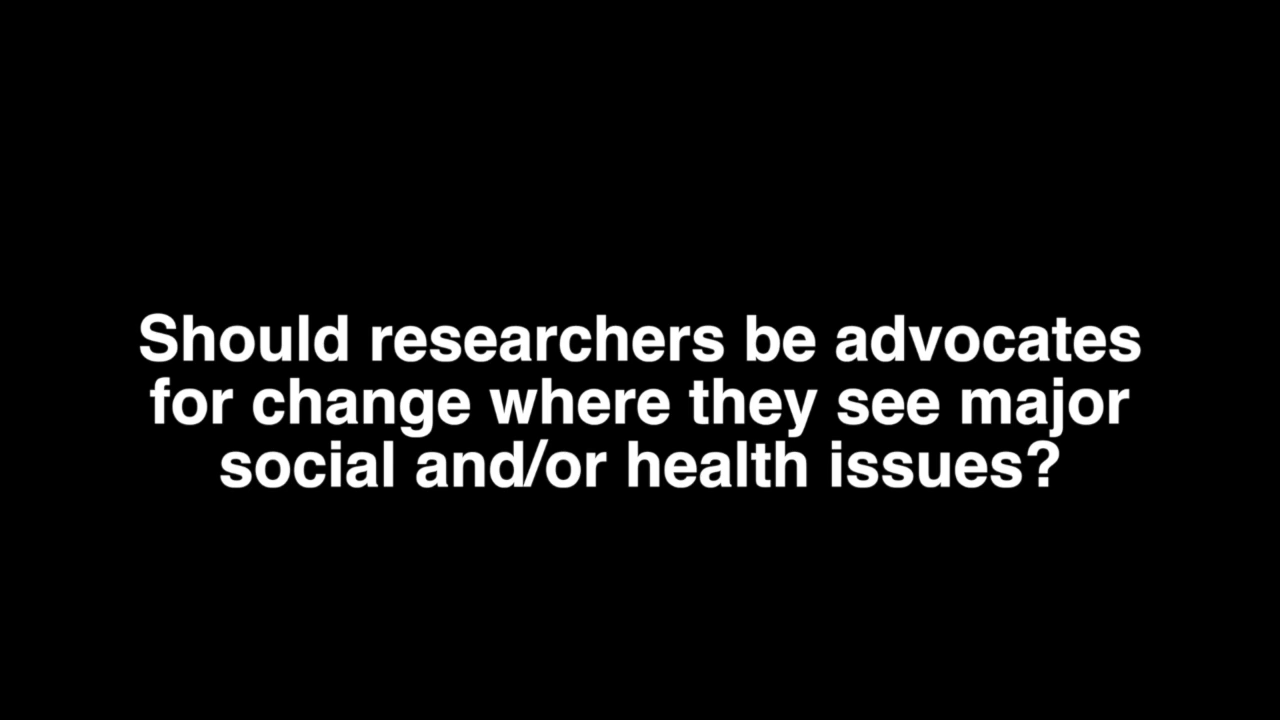 Should researchers be advocates
for change where they see major
social and/or health issues?